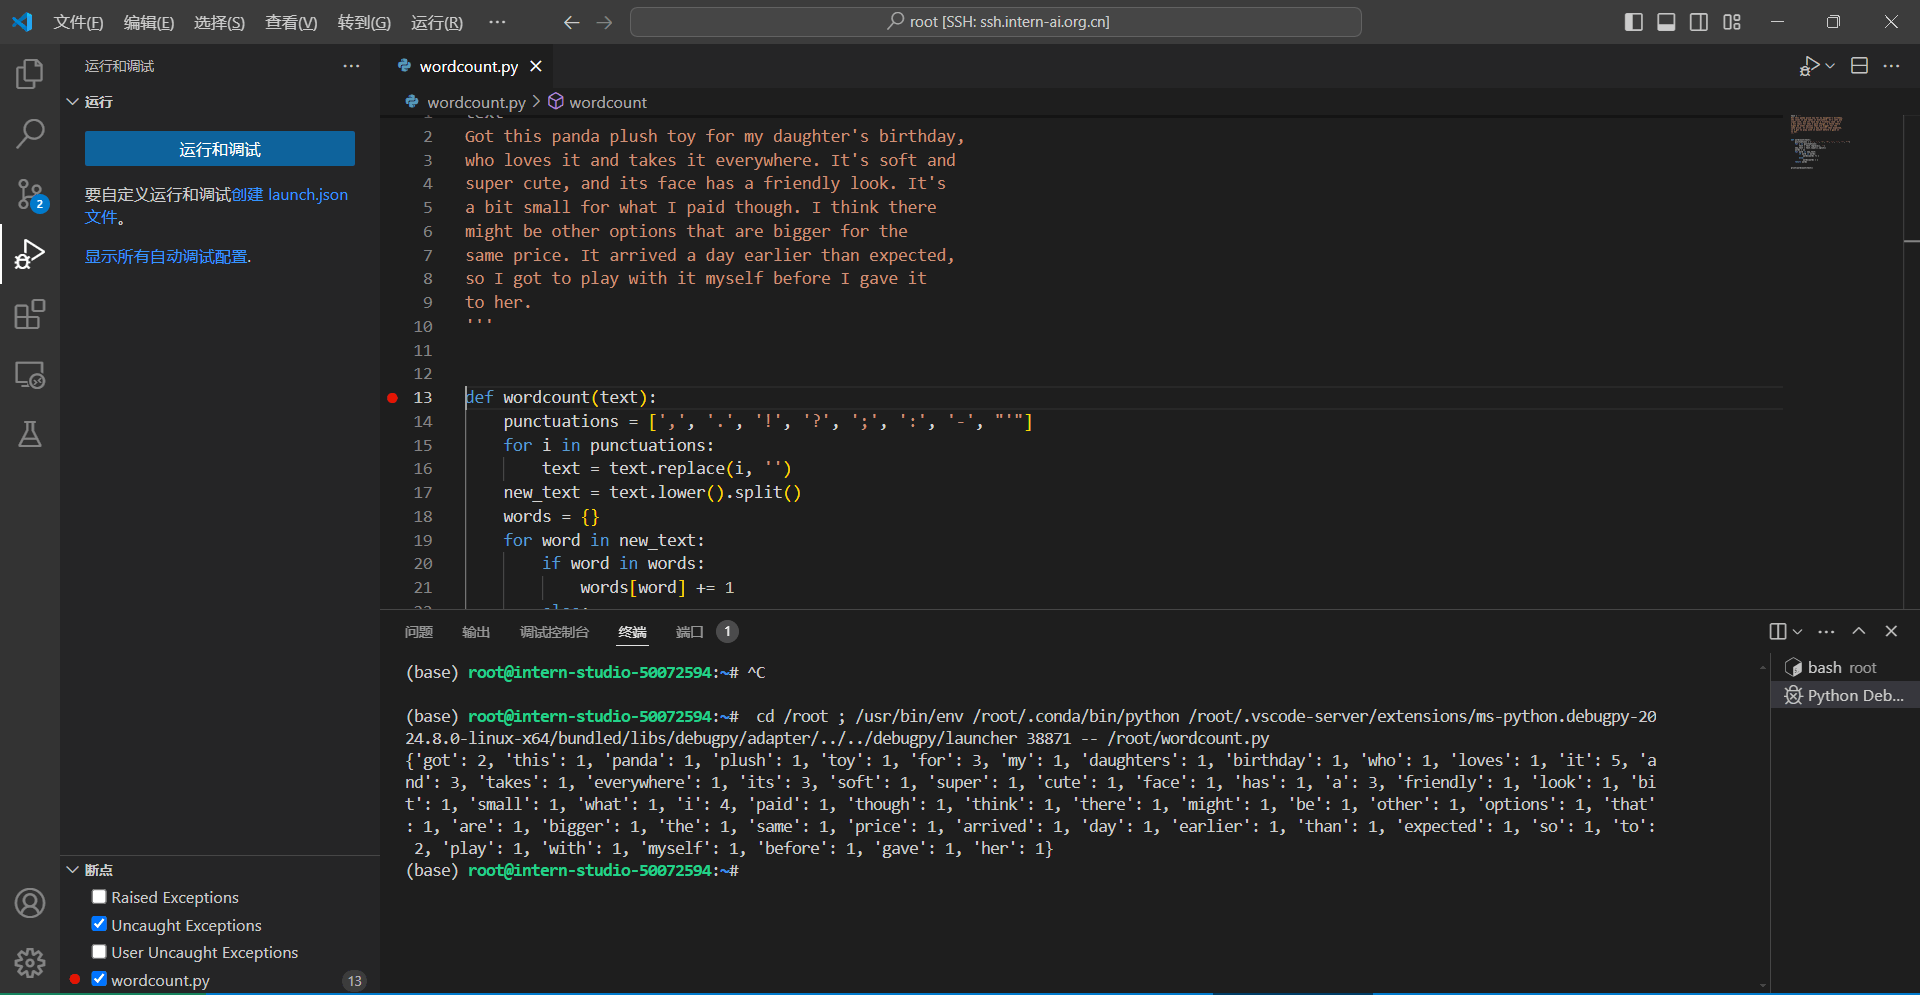 文件(F) 编辑(E) 选择(S) 查看(V) 转到(G) 运行(R) ···
root [SSH: ssh.intern-ai.org.cn]
运行和调试
运行
运行和调试
要自定义运行和调试创建 launch.json
文件。
显示所有自动调试配置.
2
wordcount.py
wordcount.py > wordcount
2 Got this panda plush toy for my daughter's birthday,
3 who loves it and takes it everywhere. It's soft and
4 super cute, and its face has a friendly look. It's
5 a bit small for what I paid though. I think there
6 might be other options that are bigger for the
7 same price. It arrived a day earlier than expected,
8 so I got to play with it myself before I gave it
9 to her.
10 '''
11
12
13 def wordcount(text):
14 punctuations = [',', '.', '!', '?', ';', ':', '-', "'"]
15 for i in punctuations:
16 text = text.replace(i, '')
17 new_text = text.lower().split()
18 words = {}
19 for word in new_text:
20 if word in words:
21 words[word] += 1
问题 输出 调试控制台 终端 端口 1
(base) root@intern-studio-50072594:~# ^C
(base) root@intern-studio-50072594:~#  cd /root ; /usr/bin/env /root/.conda/bin/python /root/.vscode-server/extensions/ms-python.debugpy-20
24.8.0-linux-x64/bundled/libs/debugpy/adapter/../../debugpy/launcher 38871 -- /root/wordcount.py
{'got': 2, 'this': 1, 'panda': 1, 'plush': 1, 'toy': 1, 'for': 3, 'my': 1, 'daughters': 1, 'birthday': 1, 'who': 1, 'loves': 1, 'it': 5, 'a
nd': 3, 'takes': 1, 'everywhere': 1, 'its': 3, 'soft': 1, 'super': 1, 'cute': 1, 'face': 1, 'has': 1, 'a': 3, 'friendly': 1, 'look': 1, 'bi
t': 1, 'small': 1, 'what': 1, 'i': 4, 'paid': 1, 'though': 1, 'think': 1, 'there': 1, 'might': 1, 'be': 1, 'other': 1, 'options': 1, 'that'
: 1, 'are': 1, 'bigger': 1, 'the': 1, 'same': 1, 'price': 1, 'arrived': 1, 'day': 1, 'earlier': 1, 'than': 1, 'expected': 1, 'so': 1, 'to':
 2, 'play': 1, 'with': 1, 'myself': 1, 'before': 1, 'gave': 1, 'her': 1}
(base) root@intern-studio-50072594:~#
bash root
Python Deb...
断点
Raised Exceptions
Uncaught Exceptions
User Uncaught Exceptions
wordcount.py 13